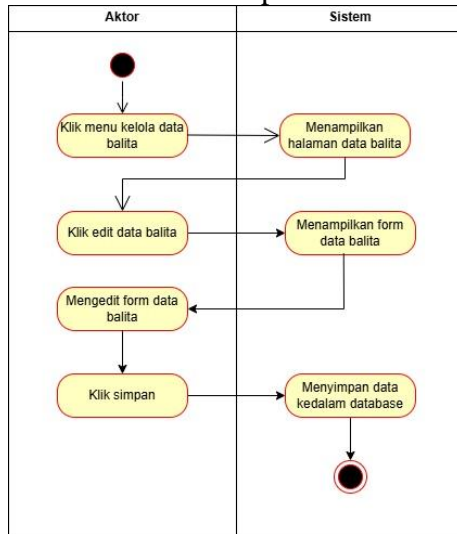 Aktor
Sistem
Klik menu kelola data
balita
Menampilkan
halaman data balita
Klik edit data balita
Menampilkan form
data balita
Mengedit form data
balita
Klik simpan
Menyimpan data
kedalam database